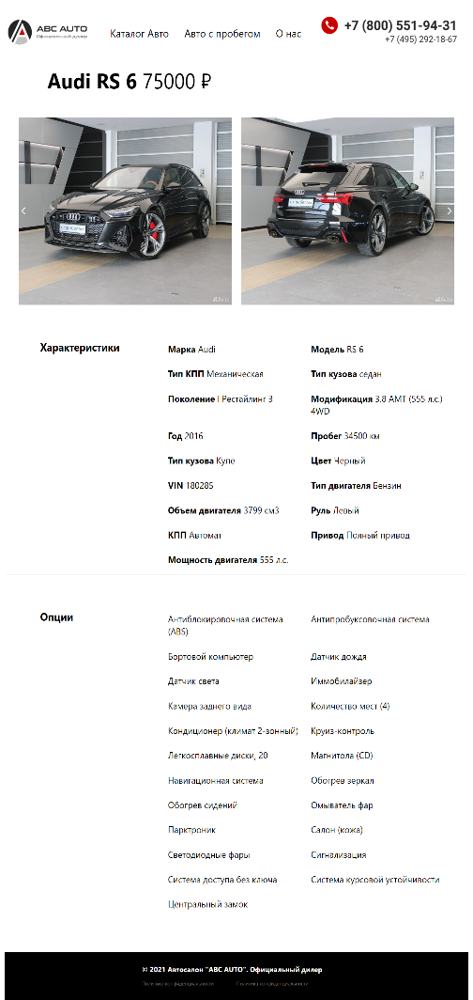 ABC AUTO
Официальный дилер
Каталог Авто Авто с пробегом О нас
+7 (800) 551-94-31
+7 (495) 292-18-67
Audi RS 6 75000 ₽
Avito
Avito
Характеристики
Марка Audi Модель RS 6
Тип КПП Механическая Тип кузова седан
Поколение I Рестайлинг 3 Модификация 3.8 AMT (555 л.с.)
4WD
Год 2016 Пробег 34500 км
Тип кузова Купе Цвет Черный
VIN 180285 Тип двигателя Бензин
Объем двигателя 3799 см3 Руль Левый
КПП Автомат Привод Полный привод
Мощность двигателя 555 л.с.
Опции
Антиблокировочная система Антипробуксовочная система
(ABS)
Бортовой компьютер Датчик дождя
Датчик света Иммобилайзер
Камера заднего вида Количество мест (4)
Кондиционер (климат 2-зонный) Круиз-контроль
Легкосплавные диски, 20 Магнитола (CD)
Навигационная система Обогрев зеркал
Обогрев сидений Омыватель фар
Парктроник Салон (кожа)
Светодиодные фары Сигнализация
Система доступа без ключа Система курсовой устойчивости
Центральный замок
© 2021 Автосалон "ABC AUTO". Официальный дилер
Политика конфиденциальности Политика конфиденциальности